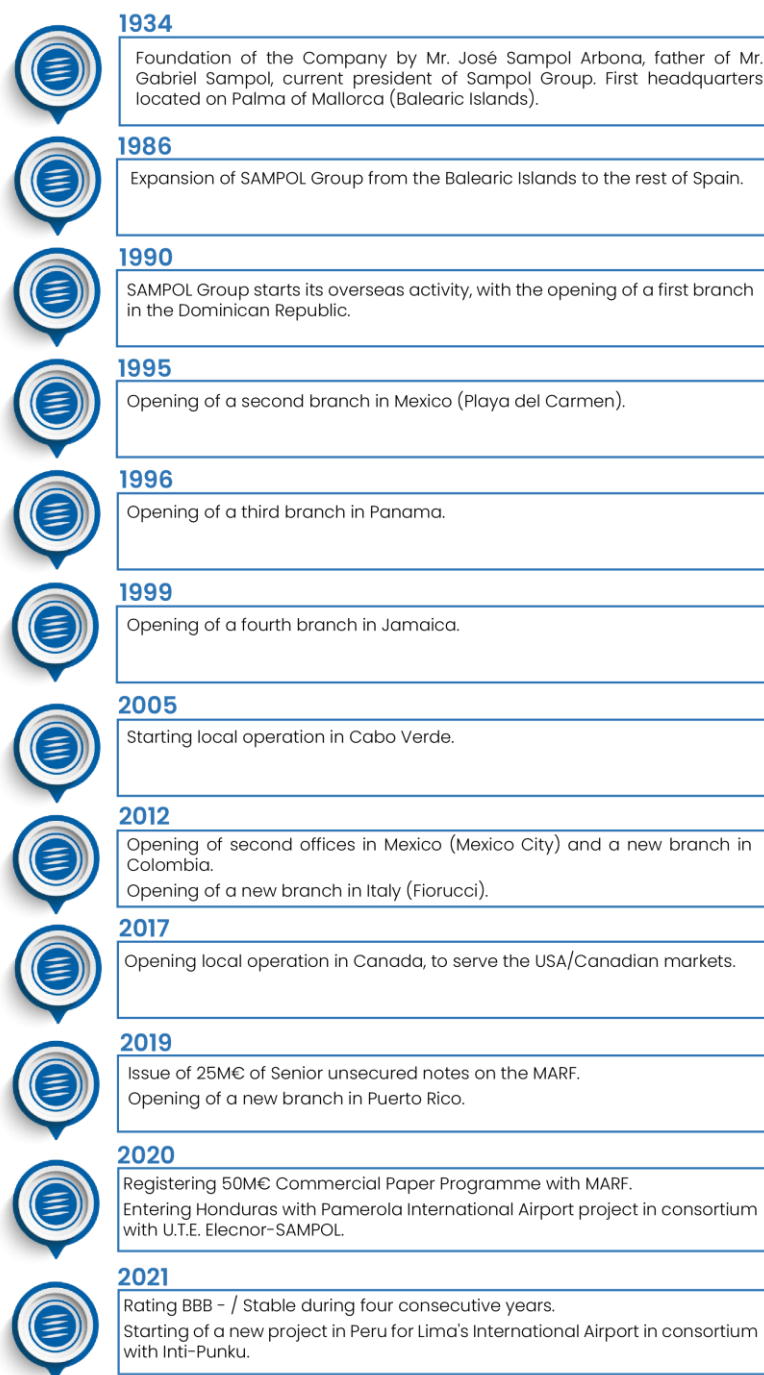 1934
Foundation of the Company by Mr. José Sampol Arbona, father of Mr.
Gabriel Sampol, current president of Sampol Group. First headquarters
located on Palma of Mallorca (Balearic Islands).
1986
Expansion of SAMPOL Group from the Balearic Islands to the rest of Spain.
1990
SAMPOL Group starts its overseas activity, with the opening of a first branch
in the Dominican Republic.
1995
Opening of a second branch in Mexico (Playa del Carmen).
1996
Opening of a third branch in Panama.
1999
Opening of a fourth branch in Jamaica.
2005
Starting local operation in Cabo Verde.
2012
Opening of second offices in Mexico (Mexico City) and a new branch in
Colombia.
Opening of a new branch in Italy (Fiorucci).
2017
Opening local operation in Canada, to serve the USA/Canadian markets.
2019
Issue of 25M€ of Senior unsecured notes on the MARF.
Opening of a new branch in Puerto Rico.
2020
Registering 50M€ Commercial Paper Programme with MARF.
Entering Honduras with Pamerola International Airport project in consortium
with U.T.E. Elecnor-SAMPOL.
2021
Rating BBB - / Stable during four consecutive years.
Starting of a new project in Peru for Lima's International Airport in consortium
with Inti-Punku.